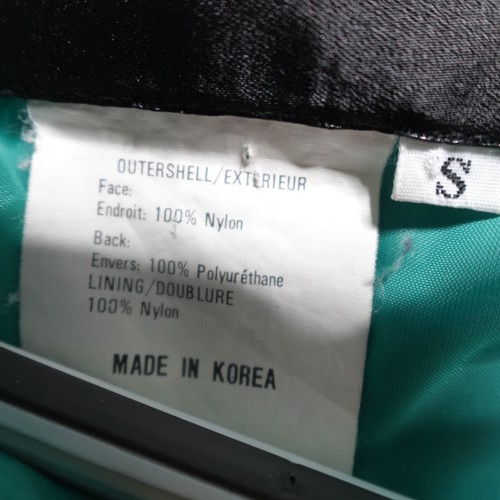 OUTERSHELL/EXTERIEUR
Face:
Endroit: 100% Nylon
Back:
Envers: 100% Polyuréthane
LINING/DOUBLURE
100% Nylon
MADE IN KOREA
S